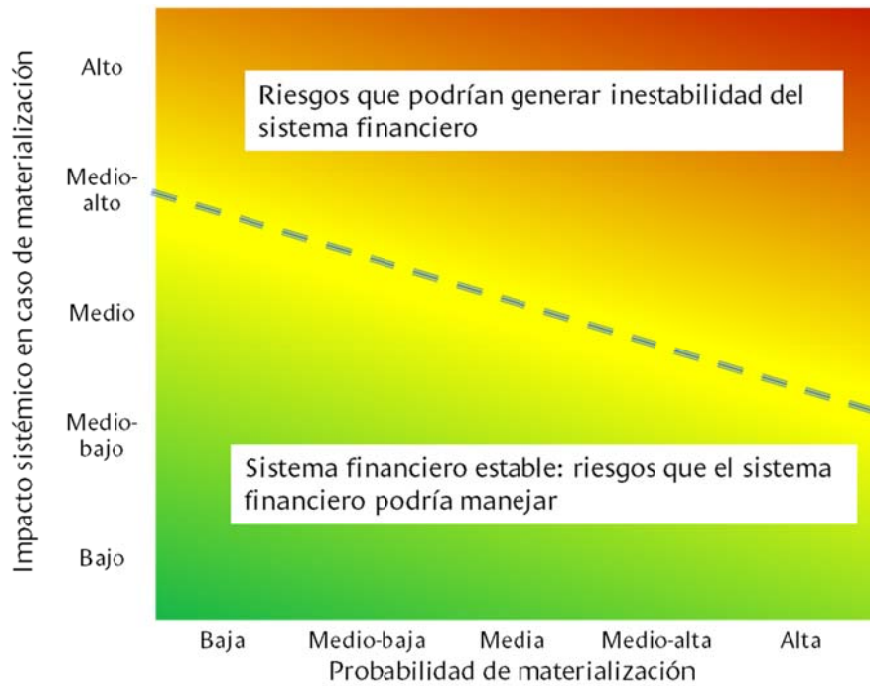 Impacto sistémico en caso de materialización
Alto
Medio-
alto
Medio
Medio-
bajo
Bajo
Riesgos que podrían generar inestabilidad del
sistema financiero
Sistema financiero estable: riesgos que el sistema
financiero podría manejar
Baja
Medio-baja
Media
Medio-alta
Alta
Probabilidad de materialización